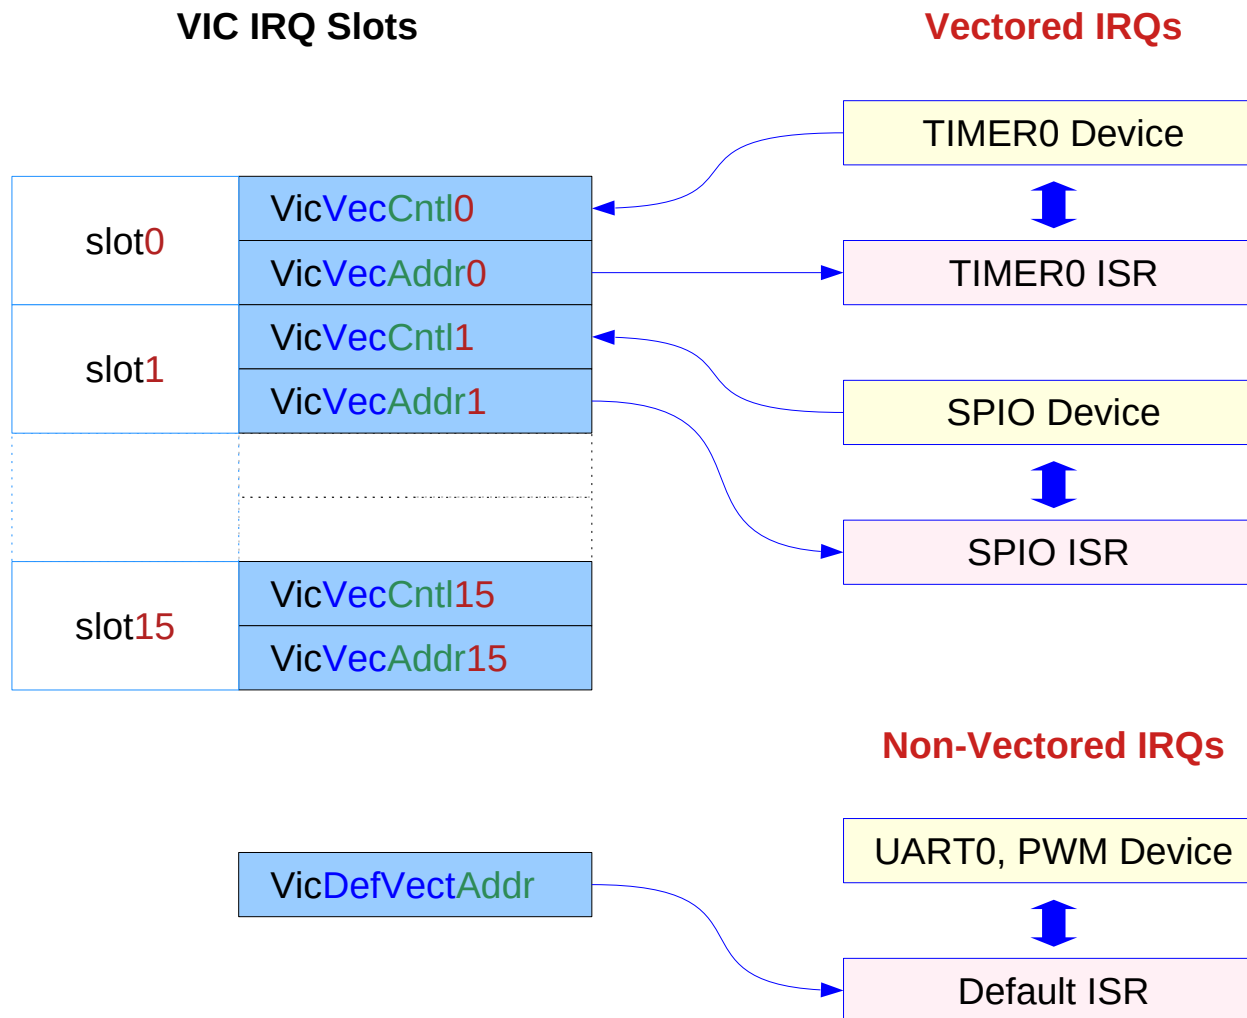 VIC IRQ Slots
Vectored IRQs
TIMER0 Device
slot0
VicVecCntl0
VicVecAddr0
TIMER0 ISR
slot1
VicVecCntl1
VicVecAddr1
SPIO Device
SPIO ISR
slot15
VicVecCntl15
VicVecAddr15
Non-Vectored IRQs
UART0, PWM Device
VicDefVectAddr
Default ISR